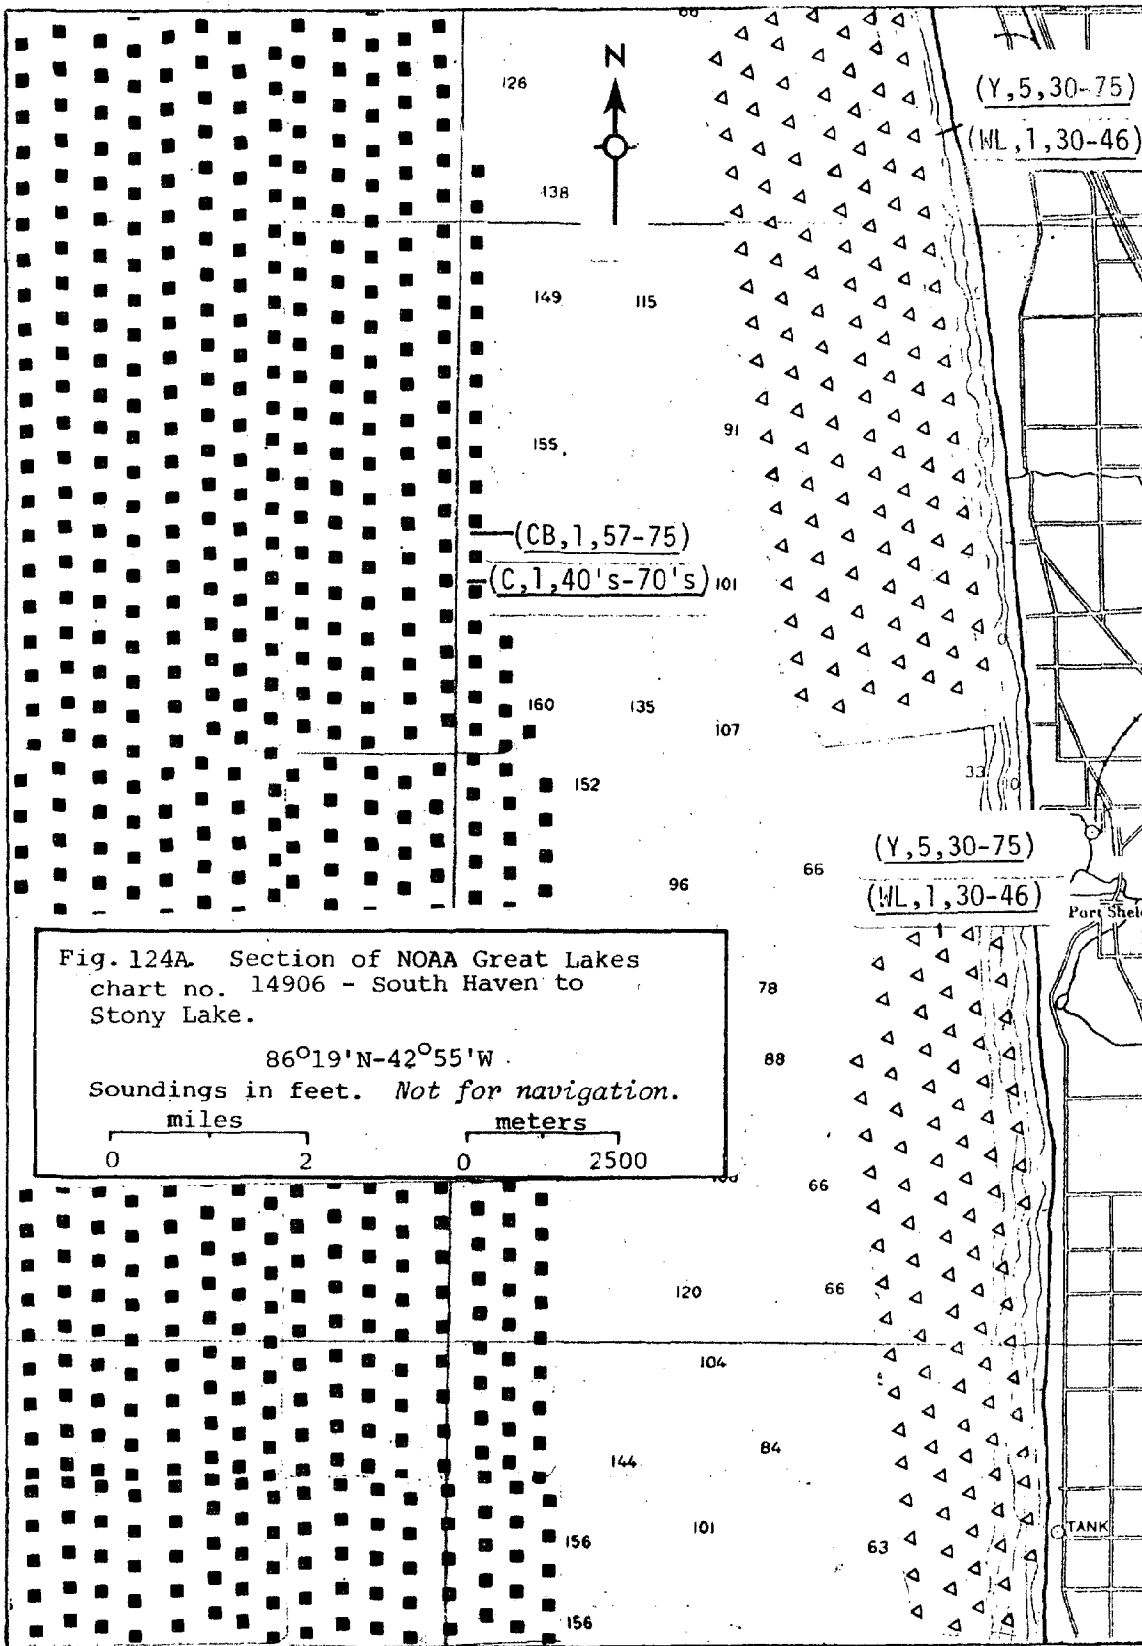 N
126
(Y,5,30-75)
(WL,1,30-46)
138
149 115
155 91
(CB,1,57-75)
(C,1,40's-70's) 101
0
160 135 107
33
152
(Y,5,30-75)
66
96
(WL,1,30-46)
Port
Fig. 124A. Section of NOAA Great Lakes
chart no. 14906 - South Haven to
Stony Lake.
86°19'N-42°55'W
Soundings in feet. Not for navigation.
miles meters
0 2 0 2500
78
88
66
120 66
104
84
144
101
TANK
156
63
156